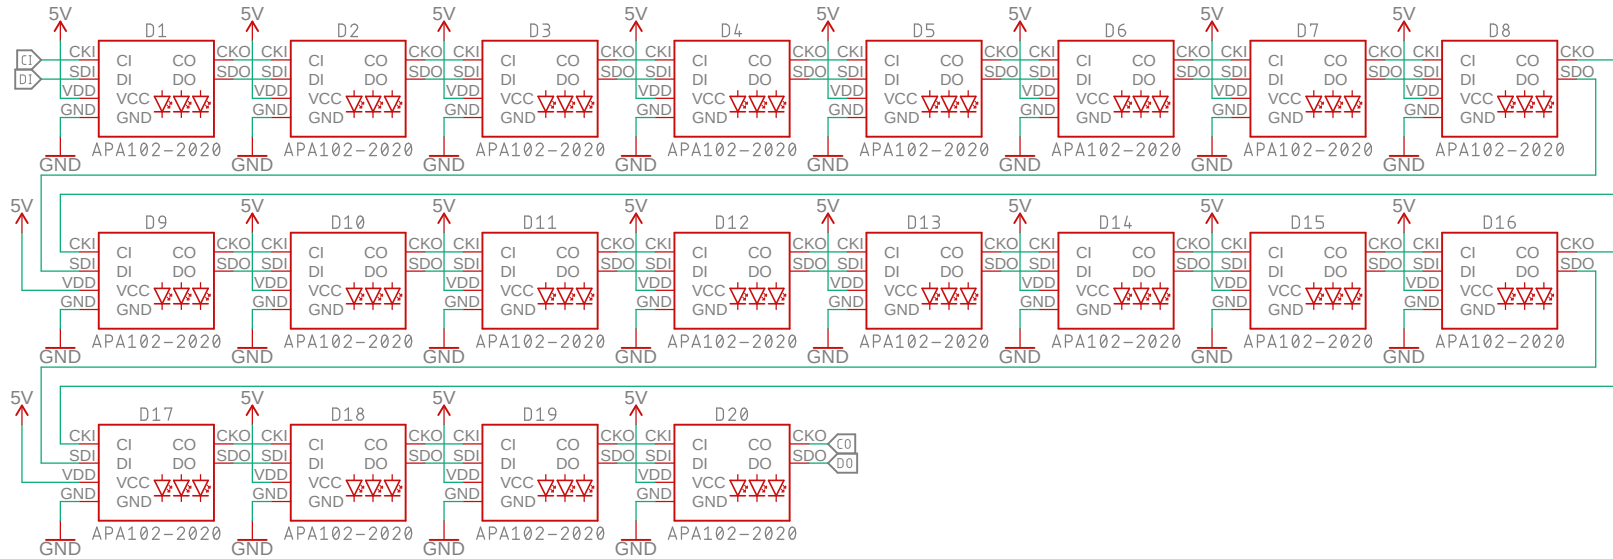 5V 5V 5V 5V 5V 5V 5V 5V
D1 D2 D3 D4 D5 D6 D7 D8
CI CKI CI CO CKO CKI CI CO CKO CKI CI CO CKO CKI CI CO CKO CKI CI CO CKO CKI CI CO CKO CKI CI CO CKO CKI CI CO CKO
DI SDI DI DO SDO SDI DI DO SDO SDI DI DO SDO SDI DI DO SDO SDI DI DO SDO SDI DI DO SDO SDI DI DO SDO SDI DI DO SDO
VDD VCC VDD VCC VDD VCC VDD VCC VDD VCC VDD VCC VDD VCC VDD VCC
GND GND GND GND GND GND GND GND GND GND GND GND GND GND GND GND
APA102-2020 APA102-2020 APA102-2020 APA102-2020 APA102-2020 APA102-2020 APA102-2020 APA102-2020
GND GND GND GND GND GND GND GND
5V 5V 5V 5V 5V 5V 5V 5V
D9 D10 D11 D12 D13 D14 D15 D16
CKI CI CO CKO CKI CI CO CKO CKI CI CO CKO CKI CI CO CKO CKI CI CO CKO CKI CI CO CKO CKI CI CO CKO CKI CI CO CKO
SDI DI DO SDO SDI DI DO SDO SDI DI DO SDO SDI DI DO SDO SDI DI DO SDO SDI DI DO SDO SDI DI DO SDO SDI DI DO SDO
VDD VCC VDD VCC VDD VCC VDD VCC VDD VCC VDD VCC VDD VCC VDD VCC
GND GND GND GND GND GND GND GND GND GND GND GND GND GND GND GND
APA102-2020 APA102-2020 APA102-2020 APA102-2020 APA102-2020 APA102-2020 APA102-2020 APA102-2020
GND GND GND GND GND GND GND GND
5V 5V 5V 5V
D17 D18 D19 D20
CKI CI CO CKO CKI CI CO CKO CKI CI CO CKO CKI CI CO CKO CO
SDI DI DO SDO SDI DI DO SDO SDI DI DO SDO SDI DI DO SDO DO
VDD VCC VDD VCC VDD VCC VDD VCC
GND GND GND GND GND GND GND GND
APA102-2020 APA102-2020 APA102-2020 APA102-2020
GND GND GND GND